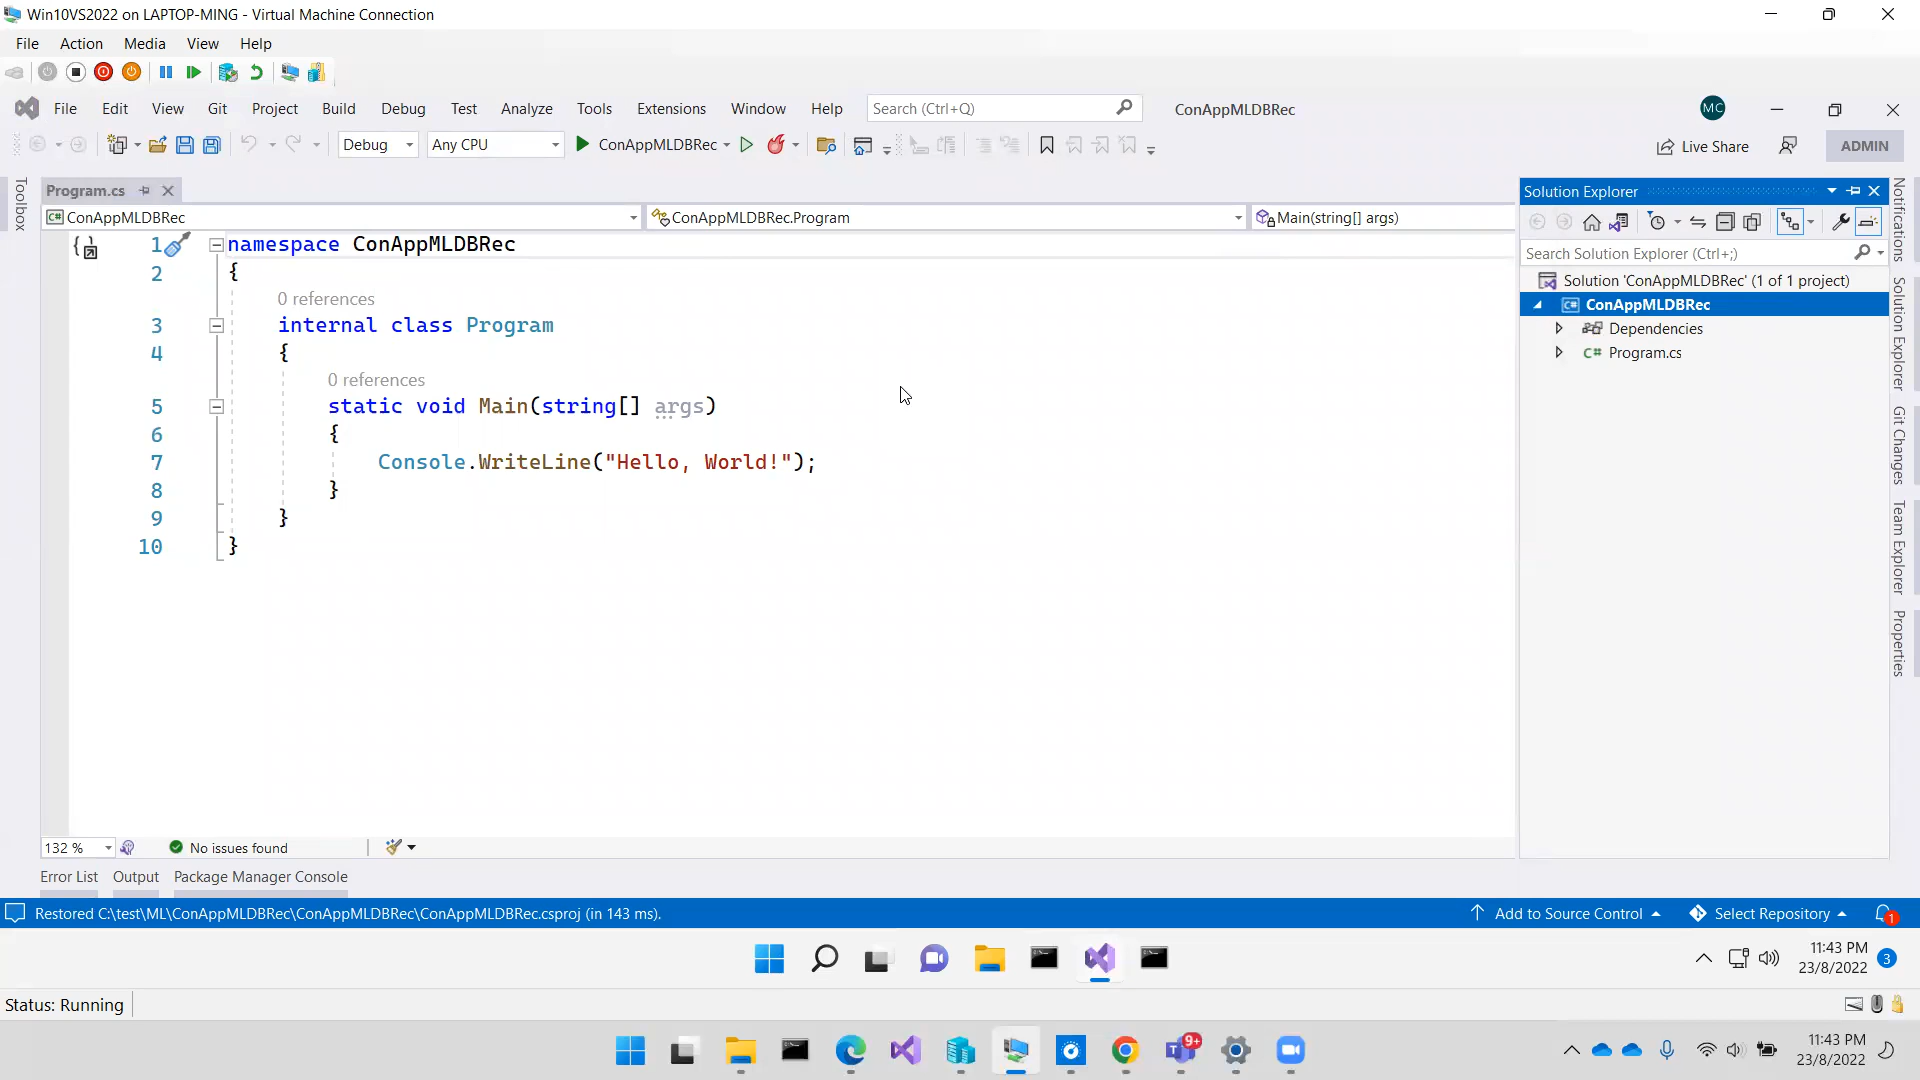 Win10VS2022 on LAPTOP-MING - Virtual Machine Connection
File Action Media View Help
File Edit View Git Project Build Debug Test Analyze Tools Extensions Window Help Search (Ctrl+Q) ConAppMLDBRec MC
Debug Any CPU ConAppMLDBRec Live Share ADMIN
Toolbox
Program.cs
ConAppMLDBRec ConAppMLDBRec.Program Main(string[] args)
1 namespace ConAppMLDBRec
2 {
0 references
3 internal class Program
4 {
0 references
5 static void Main(string[] args)
6 {
7 Console.WriteLine("Hello, World!");
8 }
9 }
10 }
Solution Explorer
Search Solution Explorer (Ctrl+;)
Solution 'ConAppMLDBRec' (1 of 1 project)
C# ConAppMLDBRec
Dependencies
C# Program.cs
Notifications
Solution Explorer
Git Changes
Team Explorer
Properties
132 % No issues found
Error List Output Package Manager Console
Restored C:\test\ML\ConAppMLDBRec\ConAppMLDBRec\ConAppMLDBRec.csproj (in 143 ms). Add to Source Control Select Repository 1
11:43 PM
23/8/2022 3
Status: Running
9+
11:43 PM
23/8/2022